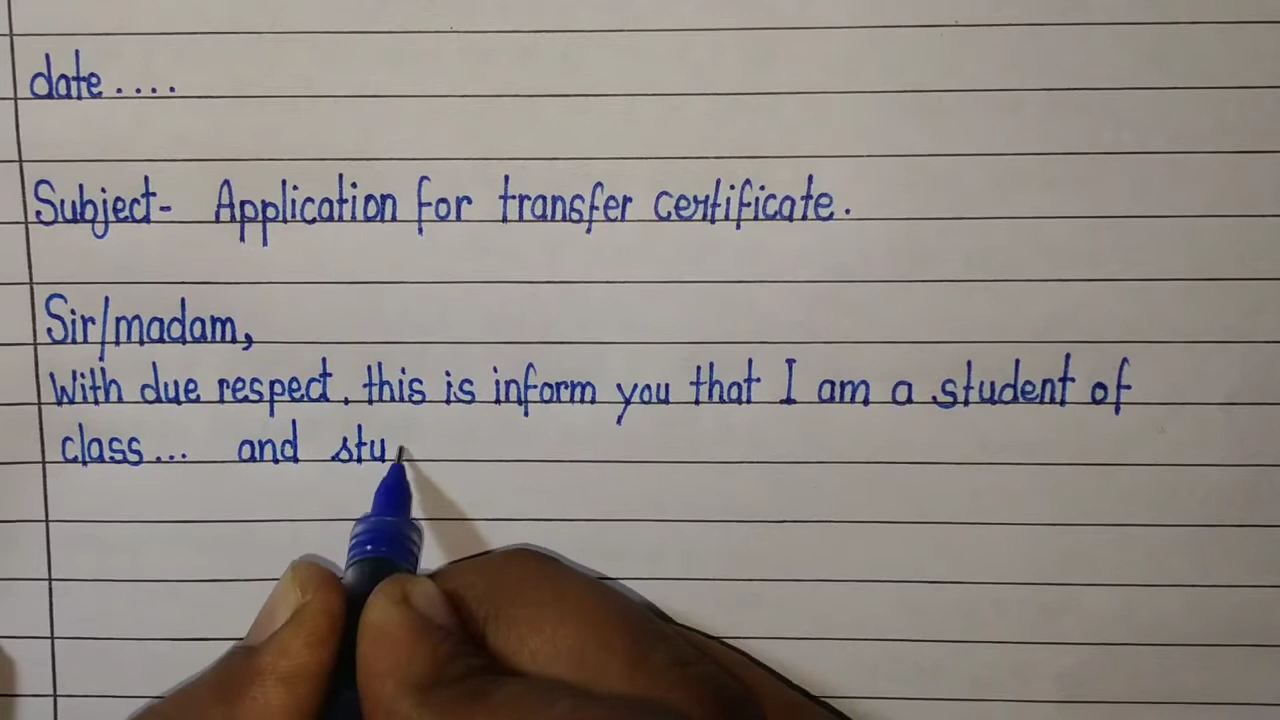 date....
Subject- Application for transfer certificate.
Sir/madam,
With due respect, this is inform you that I am a student of
class... and stu